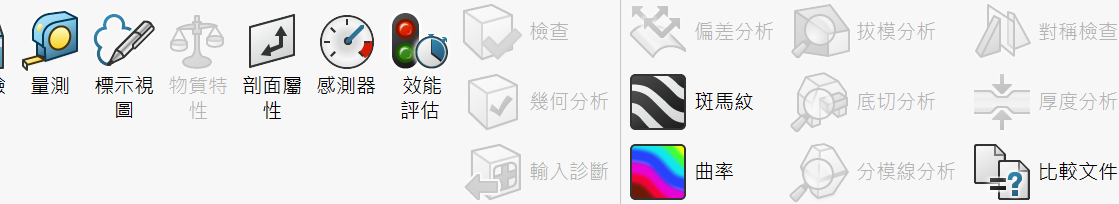 量測
標示視
圖
物質特
性
剖面屬
性
感測器
效能
評估
檢查
幾何分析
輸入診斷
偏差分析
斑馬紋
曲率
拔模分析
底切分析
分模線分析
對稱檢查
厚度分析
比較文件